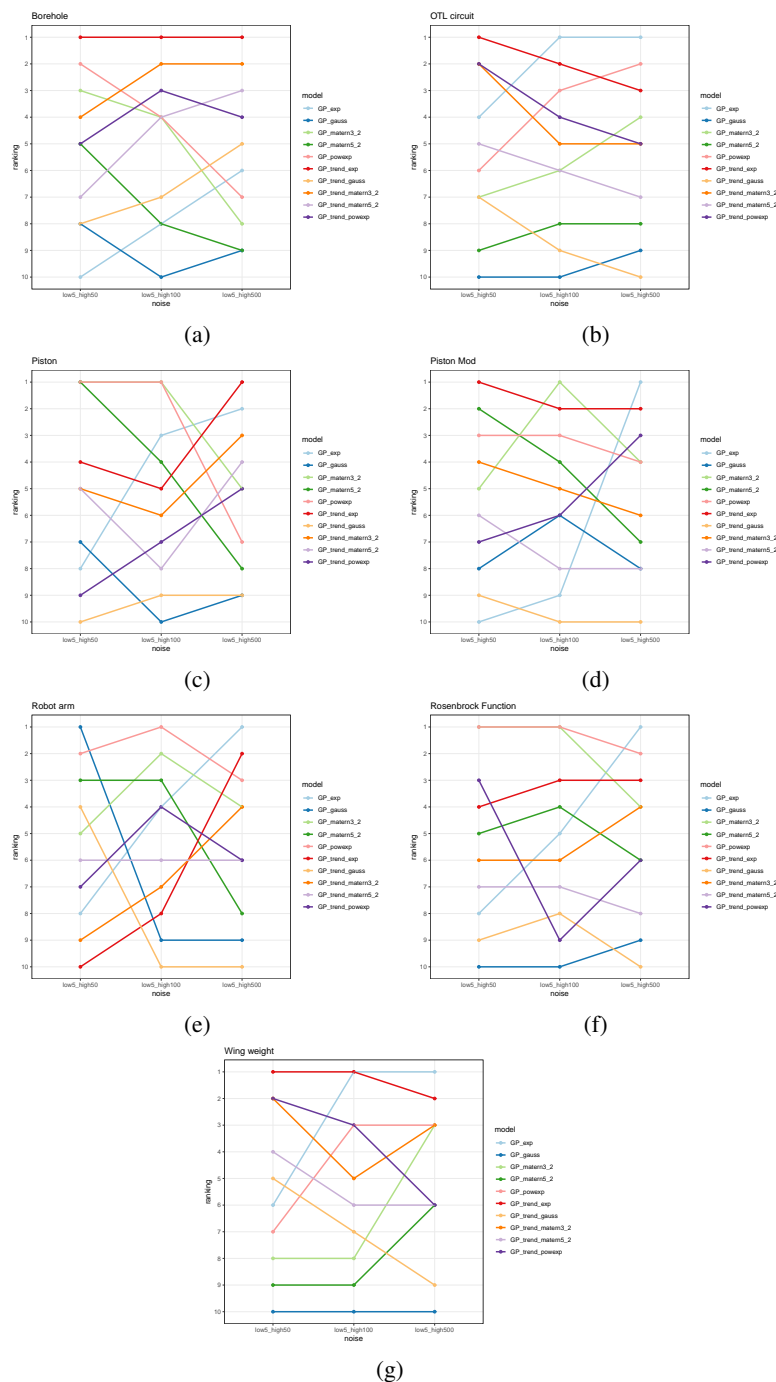 Borehole
1
2
3
4
5
6
7
8
9
10
ranking
low5_high50 low5_high100 low5_high500
noise
model
GP_exp
GP_gauss
GP_matern3_2
GP_matern5_2
GP_powexp
GP_trend_exp
GP_trend_gauss
GP_trend_matern3_2
GP_trend_matern5_2
GP_trend_powexp
(a)
OTL circuit
1
2
3
4
5
6
7
8
9
10
ranking
low5_high50 low5_high100 low5_high500
noise
model
GP_exp
GP_gauss
GP_matern3_2
GP_matern5_2
GP_powexp
GP_trend_exp
GP_trend_gauss
GP_trend_matern3_2
GP_trend_matern5_2
GP_trend_powexp
(b)
Piston
1
2
3
4
5
6
7
8
9
10
ranking
low5_high50 low5_high100 low5_high500
noise
model
GP_exp
GP_gauss
GP_matern3_2
GP_matern5_2
GP_powexp
GP_trend_exp
GP_trend_gauss
GP_trend_matern3_2
GP_trend_matern5_2
GP_trend_powexp
(c)
Piston Mod
1
2
3
4
5
6
7
8
9
10
ranking
low5_high50 low5_high100 low5_high500
noise
model
GP_exp
GP_gauss
GP_matern3_2
GP_matern5_2
GP_powexp
GP_trend_exp
GP_trend_gauss
GP_trend_matern3_2
GP_trend_matern5_2
GP_trend_powexp
(d)
Robot arm
1
2
3
4
5
6
7
8
9
10
ranking
low5_high50 low5_high100 low5_high500
noise
model
GP_exp
GP_gauss
GP_matern3_2
GP_matern5_2
GP_powexp
GP_trend_exp
GP_trend_gauss
GP_trend_matern3_2
GP_trend_matern5_2
GP_trend_powexp
(e)
Rosenbrock Function
1
2
3
4
5
6
7
8
9
10
ranking
low5_high50 low5_high100 low5_high500
noise
model
GP_exp
GP_gauss
GP_matern3_2
GP_matern5_2
GP_powexp
GP_trend_exp
GP_trend_gauss
GP_trend_matern3_2
GP_trend_matern5_2
GP_trend_powexp
(f)
Wing weight
1
2
3
4
5
6
7
8
9
10
ranking
low5_high50 low5_high100 low5_high500
noise
model
GP_exp
GP_gauss
GP_matern3_2
GP_matern5_2
GP_powexp
GP_trend_exp
GP_trend_gauss
GP_trend_matern3_2
GP_trend_matern5_2
GP_trend_powexp
(g)